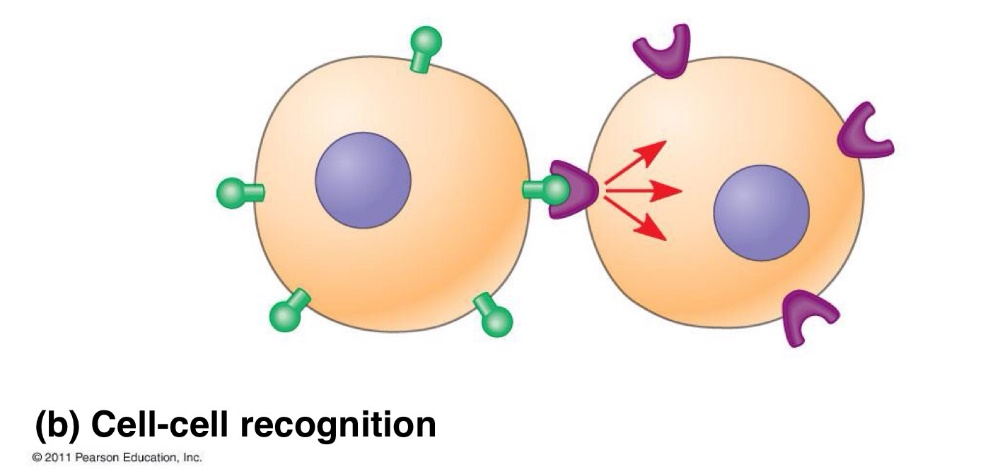 (b) Cell-cell recognition
© 2011 Pearson Education, Inc.